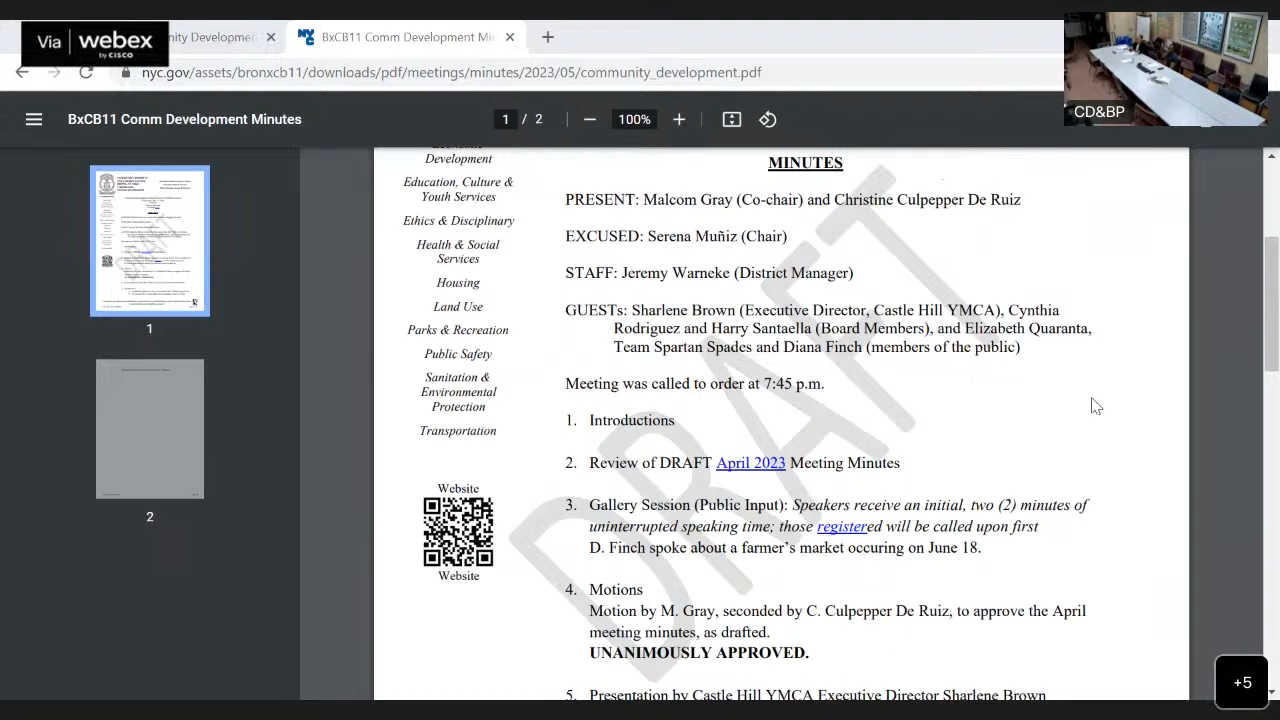 Via webex
by CISCO
nity Developmen
BxCB11 Comm Development Mi
nyc.gov/assets/bronxcb11/downloads/pdf/meetings/minutes/2023/05/community_development.pdf
BxCB11 Comm Development Minutes
1 / 2
100%
CD&BP
1
2
Development
Education, Culture &
Youth Services
Ethics & Disciplinary
Health & Social
Services
Housing
Land Use
Parks & Recreation
Public Safety
Sanitation &
Environmental
Protection
Transportation
Website
Website
MINUTES
PRESENT: Malcom Gray (Co-chair) and Christine Culpepper De Ruiz
EXCUSED: Serena Muñiz (Chair)
STAFF: Jeremy Warneke (District Manager)
GUESTs: Sharlene Brown (Executive Director, Castle Hill YMCA), Cynthia
Rodriguez and Harry Santaella (Board Members), and Elizabeth Quaranta,
Team Spartan Spades and Diana Finch (members of the public)
Meeting was called to order at 7:45 p.m.
1. Introductions
2. Review of DRAFT April 2023 Meeting Minutes
3. Gallery Session (Public Input): Speakers receive an initial, two (2) minutes of
uninterrupted speaking time; those registered will be called upon first
D. Finch spoke about a farmer’s market occuring on June 18.
4. Motions
Motion by M. Gray, seconded by C. Culpepper De Ruiz, to approve the April
meeting minutes, as drafted.
UNANIMOUSLY APPROVED.
5. Presentation by Castle Hill YMCA Executive Director Sharlene Brown
DRAFT
+5